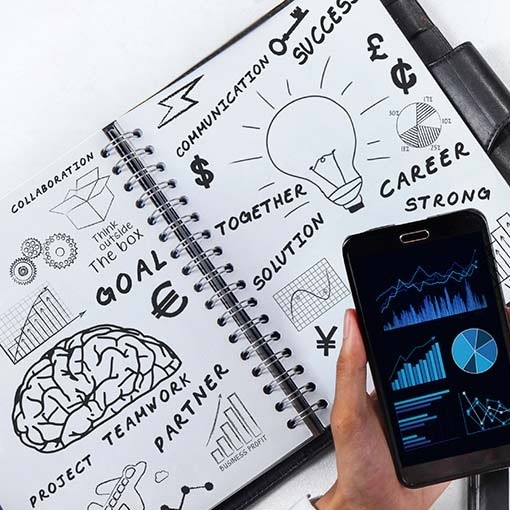 COLLABORATION
Think
outside
The box
GOAL
€
TEAMWORK
PARTNER
PROJECT
BUSINESS PROFIT
COMMUNICATION
SUCCESS
$
£
¢
TOGETHER
SOLUTION
¥
CAREER
STRONG
17%
10%
25%
18%
30%